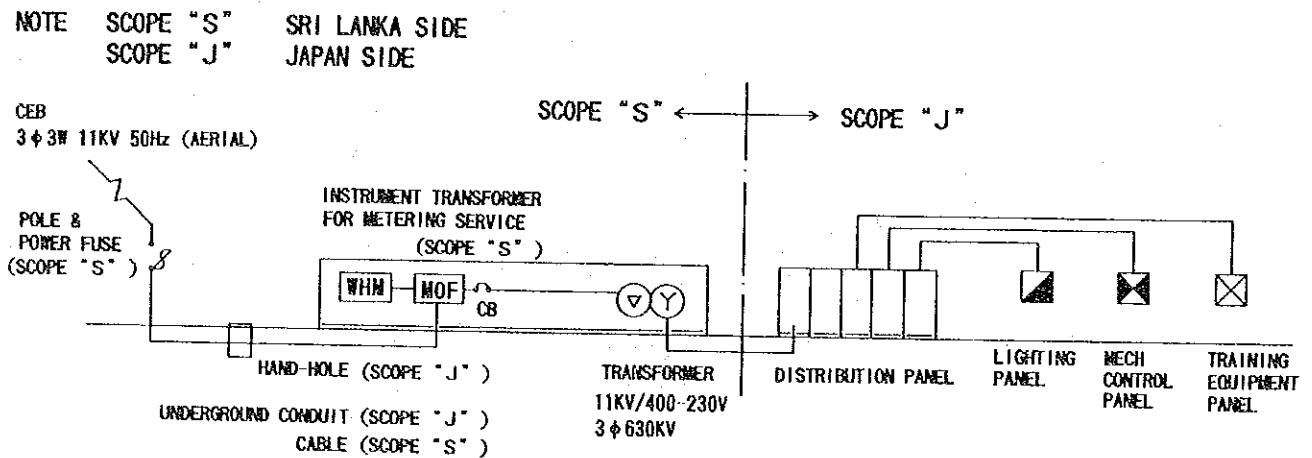 NOTE SCOPE "S" SRI LANKA SIDE
SCOPE "J" JAPAN SIDE
CEB
3φ3W 11KV 50Hz (AERIAL)
SCOPE "S" SCOPE "J"
POLE &
POWER FUSE
(SCOPE "S" )
INSTRUMENT TRANSFORMER
FOR METERING SERVICE
(SCOPE "S" )
WHM MOF
CB
HAND-HOLE (SCOPE "J" )
UNDERGROUND CONDUIT (SCOPE "J" )
CABLE (SCOPE "S" )
TRANSFORMER
11KV/400-230V
3φ630KV
DISTRIBUTION PANEL
LIGHTING
PANEL
MECH
CONTROL
PANEL
TRAINING
EQUIPMENT
PANEL